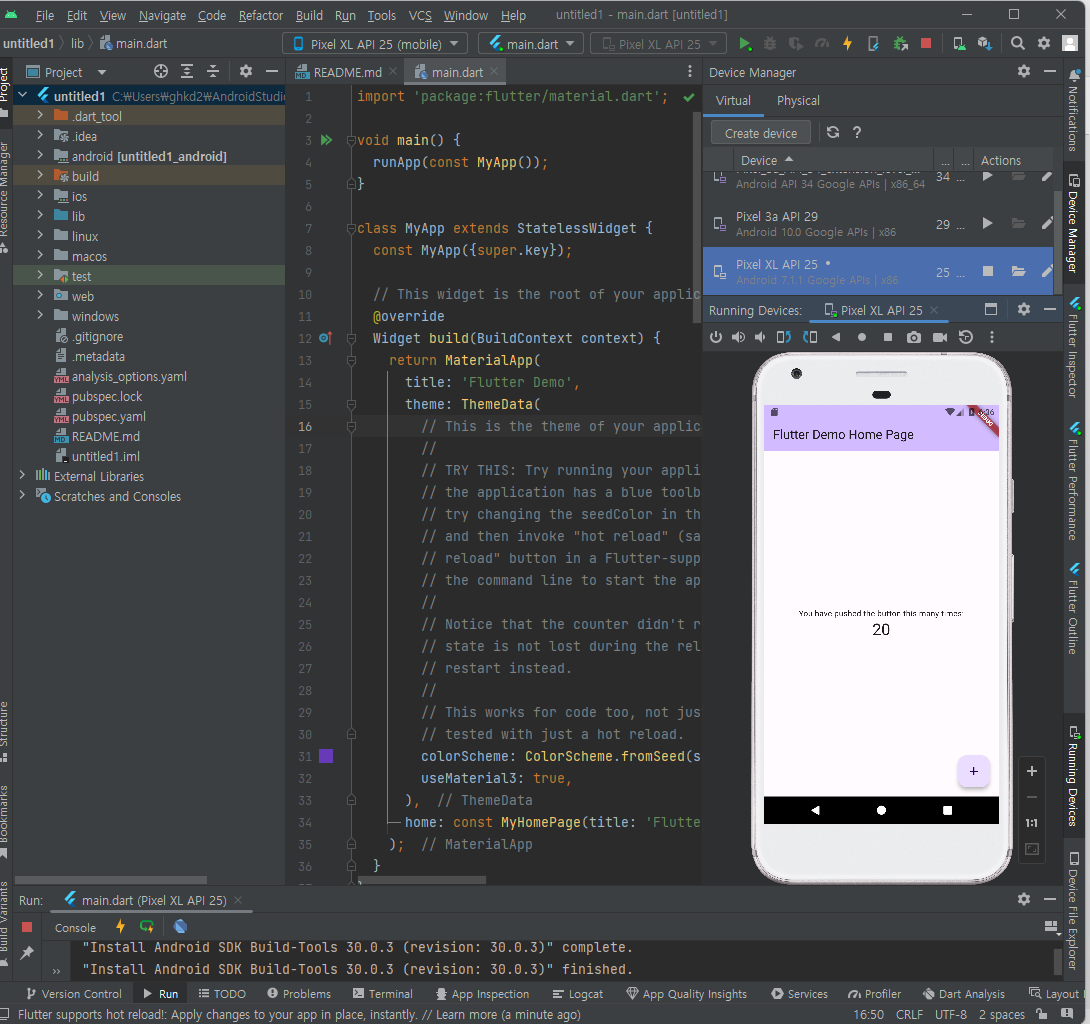 File Edit View Navigate Code Refactor Build Run Tools VCS Window Help untitled1 - main.dart [untitled1]
untitled1 lib main.dart Pixel XL API 25 (mobile) main.dart Pixel XL API 25
Project README.md main.dart Device Manager
untitled1 C:₩Users₩ghkd2₩AndroidStudi
.dart_tool
.idea
android [untitled1_android]
build
ios
lib
linux
macos
test
web
windows
.gitignore
.metadata
analysis_options.yaml
pubspec.lock
pubspec.yaml
README.md
untitled1.iml
External Libraries
Scratches and Consoles
Project
Resource Manager
Structure
Bookmarks
Build Variants
1 import 'package:flutter/material.dart';
2
3 void main() {
4 runApp(const MyApp());
5 }
6
7 class MyApp extends StatelessWidget {
8 const MyApp({super.key});
9
10 // This widget is the root of your applic
11 @override
12 Widget build(BuildContext context) {
13 return MaterialApp(
14 title: 'Flutter Demo',
15 theme: ThemeData(
16 // This is the theme of your applic
17 //
18 // TRY THIS: Try running your appli
19 // the application has a blue toolb
20 // try changing the seedColor in th
21 // and then invoke "hot reload" (sa
22 // reload" button in a Flutter-supp
23 // the command line to start the ap
24 //
25 // Notice that the counter didn't r
26 // state is not lost during the rel
27 // restart instead.
28 //
29 // This works for code too, not jus
30 // tested with just a hot reload.
31 colorScheme: ColorScheme.fromSeed(s
32 useMaterial3: true,
33 ), // ThemeData
34 home: const MyHomePage(title: 'Flutte
35 ); // MaterialApp
36 }
Virtual Physical
Create device ?
Device ... ... Actions
Android API 34 Google APIs | x86_64 34 ...
Pixel 3a API 29
Android 10.0 Google APIs | x86 29 ...
Pixel XL API 25
Android 7.1.1 Google APIs | x86 25 ...
Running Devices: Pixel XL API 25
Flutter Demo Home Page
You have pushed the button this many times:
20
+
1:1
Notifications
Device Manager
Flutter Inspector
Flutter Performance
Flutter Outline
Running Devices
Device File Explorer
Run: main.dart (Pixel XL API 25)
Console
"Install Android SDK Build-Tools 30.0.3 (revision: 30.0.3)" complete.
"Install Android SDK Build-Tools 30.0.3 (revision: 30.0.3)" finished.
Version Control Run TODO Problems Terminal App Inspection Logcat App Quality Insights Services Profiler Dart Analysis Layout
Flutter supports hot reload!: Apply changes to your app in place, instantly. // Learn more (a minute ago) 16:50 CRLF UTF-8 2 spaces